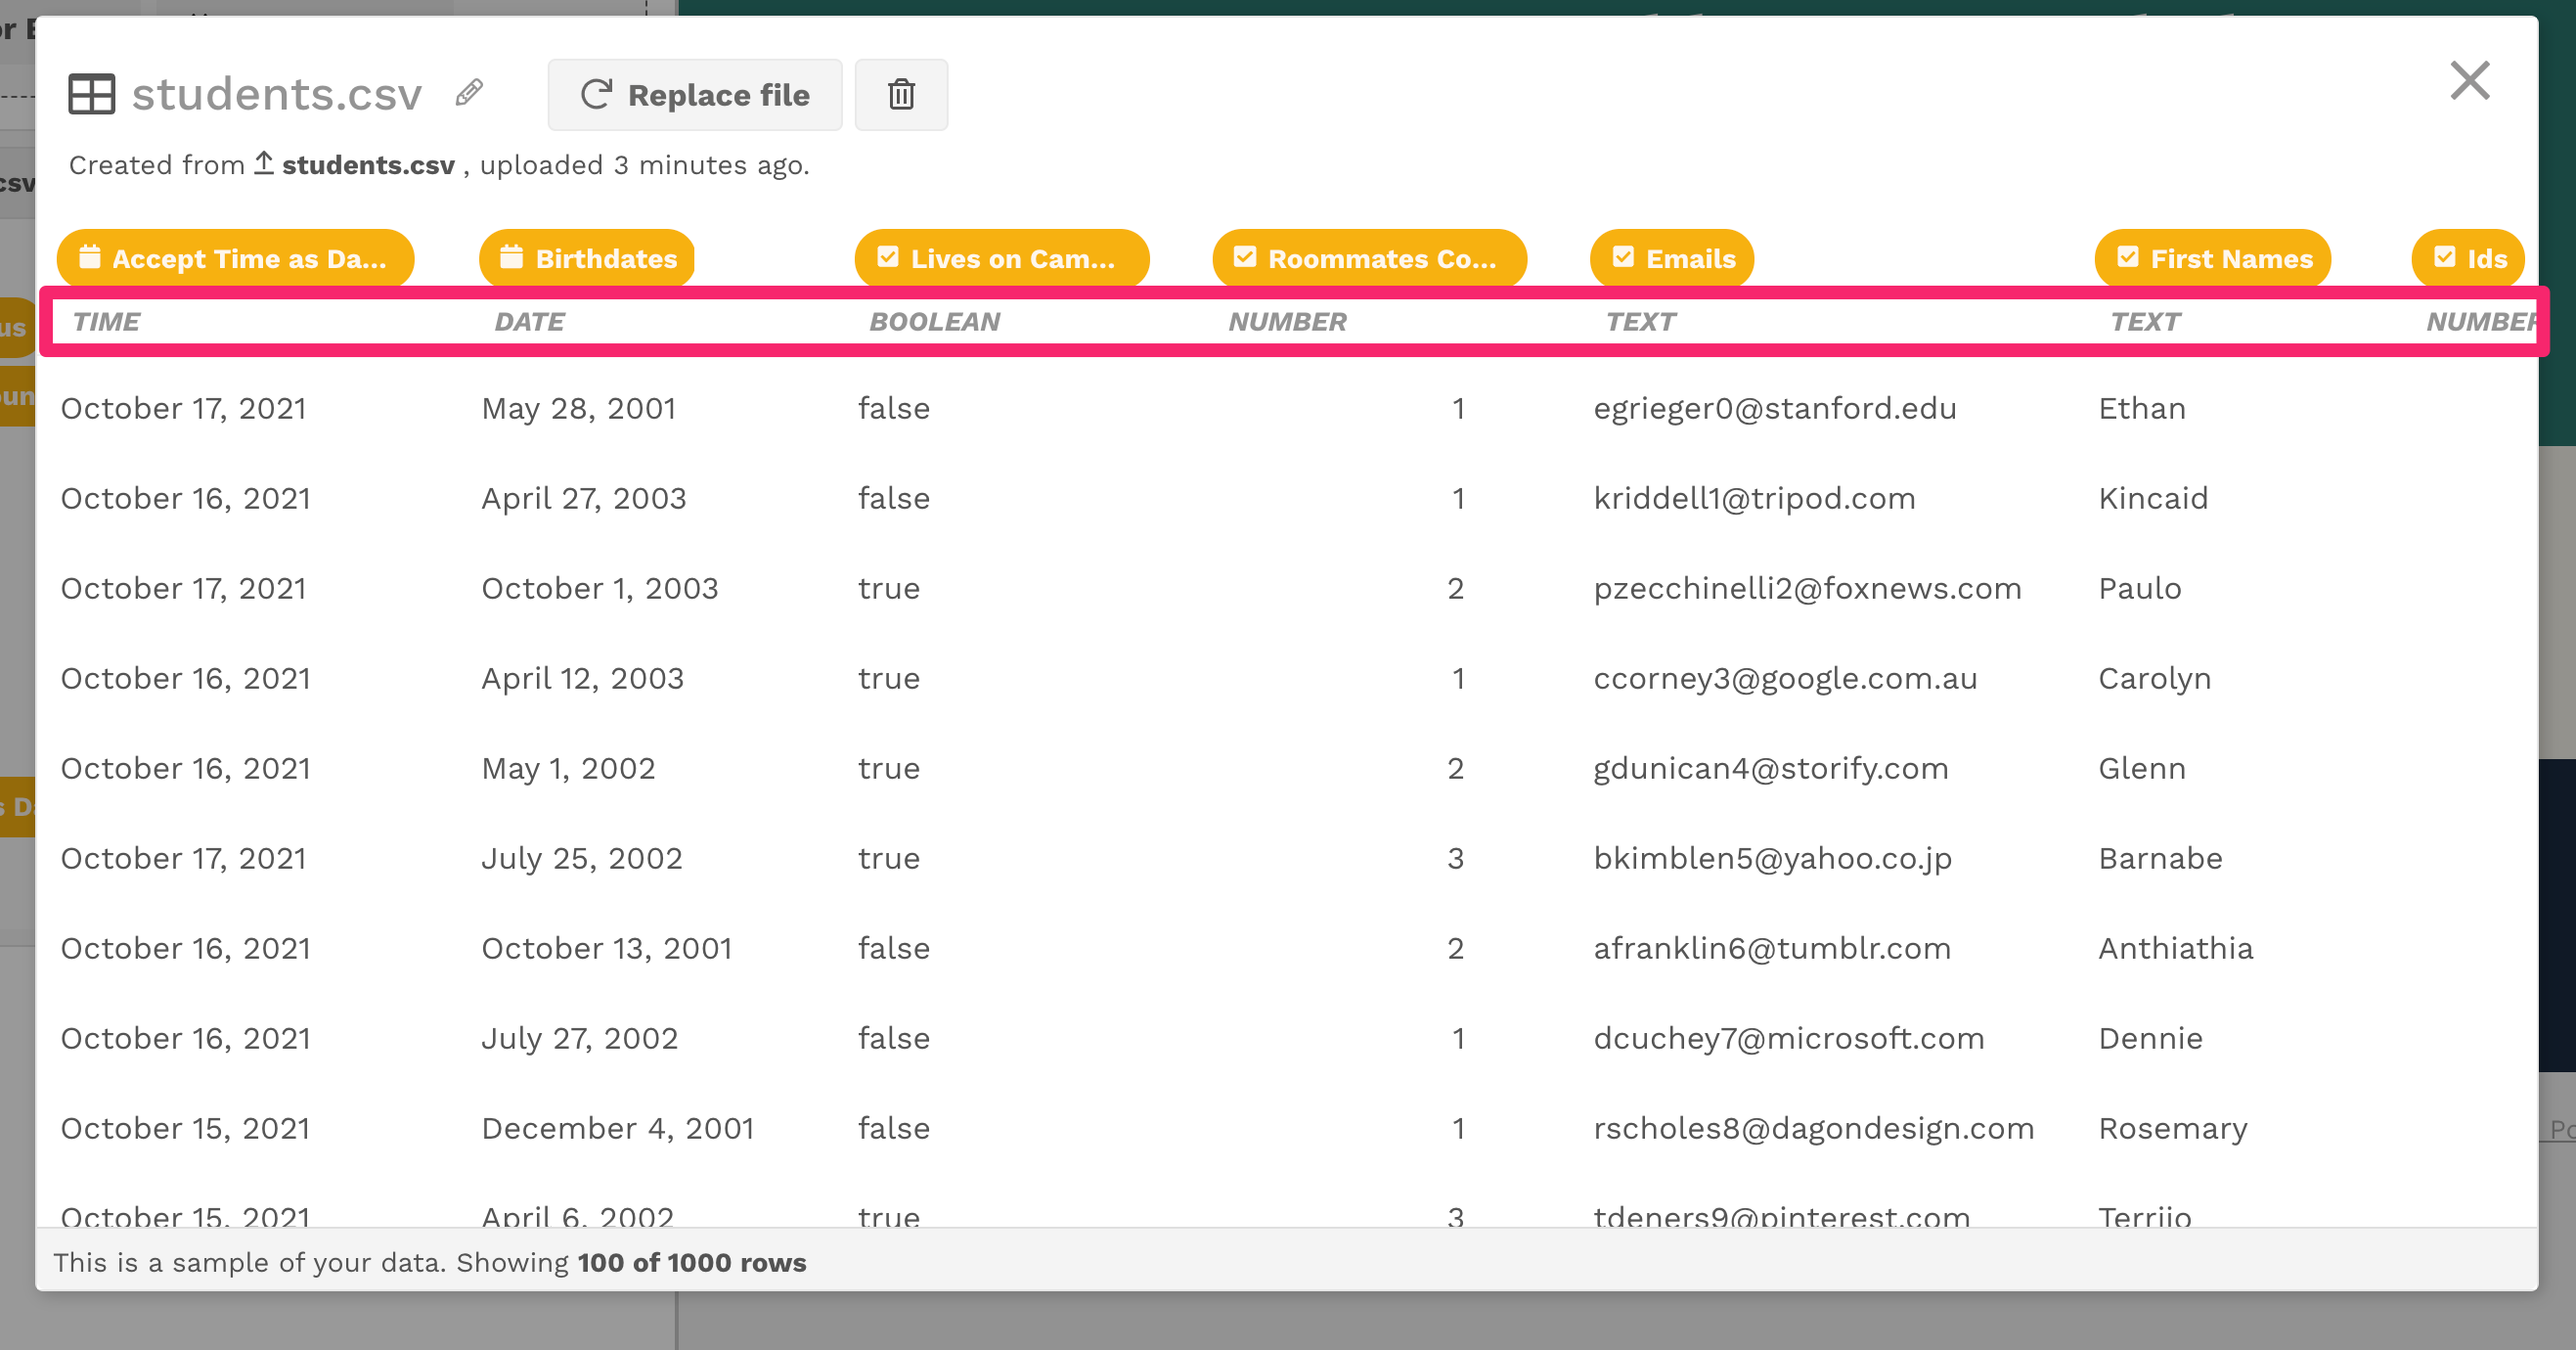 students.csv Replace file
Created from students.csv , uploaded 3 minutes ago.
Accept Time as Da... Birthdates Lives on Cam... Roommates Co... Emails First Names Ids
TIME DATE BOOLEAN NUMBER TEXT TEXT NUMBER
October 17, 2021 May 28, 2001 false 1 egrieger0@stanford.edu Ethan
October 16, 2021 April 27, 2003 false 1 kriddell1@tripod.com Kincaid
October 17, 2021 October 1, 2003 true 2 pzecchinelli2@foxnews.com Paulo
October 16, 2021 April 12, 2003 true 1 ccorney3@google.com.au Carolyn
October 16, 2021 May 1, 2002 true 2 gdunican4@storify.com Glenn
October 17, 2021 July 25, 2002 true 3 bkimblen5@yahoo.co.jp Barnabe
October 16, 2021 October 13, 2001 false 2 afranklin6@tumblr.com Anthiathia
October 16, 2021 July 27, 2002 false 1 dcuchey7@microsoft.com Dennie
October 15, 2021 December 4, 2001 false 1 rscholes8@dagondesign.com Rosemary
October 15, 2021 April 6, 2002 true 3 tdeners9@pinterest.com Terrijo
This is a sample of your data. Showing 100 of 1000 rows